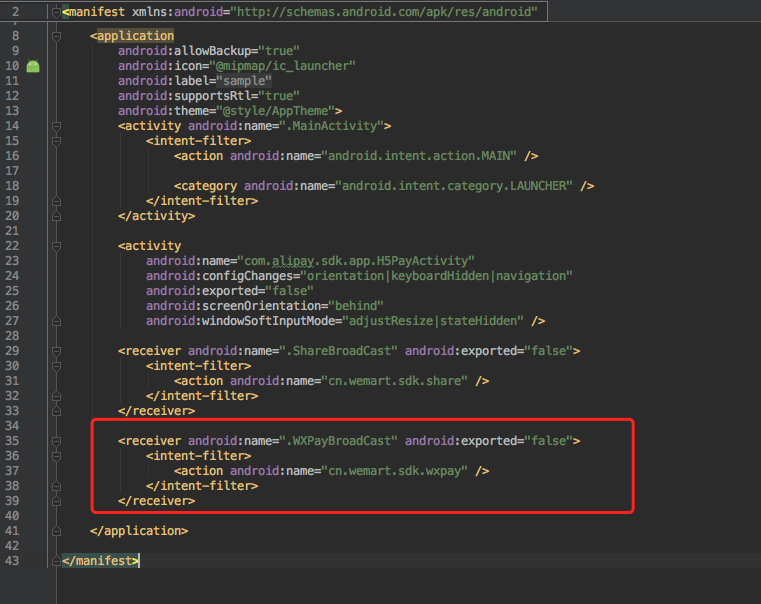 2 <manifest xmlns:android="http://schemas.android.com/apk/res/android"
8 <application
9 android:allowBackup="true"
10 android:icon="@mipmap/ic_launcher"
11 android:label="sample"
12 android:supportsRtl="true"
13 android:theme="@style/AppTheme">
14 <activity android:name=".MainActivity">
15 <intent-filter>
16 <action android:name="android.intent.action.MAIN" />
17
18 <category android:name="android.intent.category.LAUNCHER" />
19 </intent-filter>
20 </activity>
21
22 <activity
23 android:name="com.alipay.sdk.app.H5PayActivity"
24 android:configChanges="orientation|keyboardHidden|navigation"
25 android:exported="false"
26 android:screenOrientation="behind"
27 android:windowSoftInputMode="adjustResize|stateHidden" />
28
29 <receiver android:name=".ShareBroadCast" android:exported="false">
30 <intent-filter>
31 <action android:name="cn.wemart.sdk.share" />
32 </intent-filter>
33 </receiver>
34
35 <receiver android:name=".WXPayBroadCast" android:exported="false">
36 <intent-filter>
37 <action android:name="cn.wemart.sdk.wxpay" />
38 </intent-filter>
39 </receiver>
40
41 </application>
42
43 </manifest>